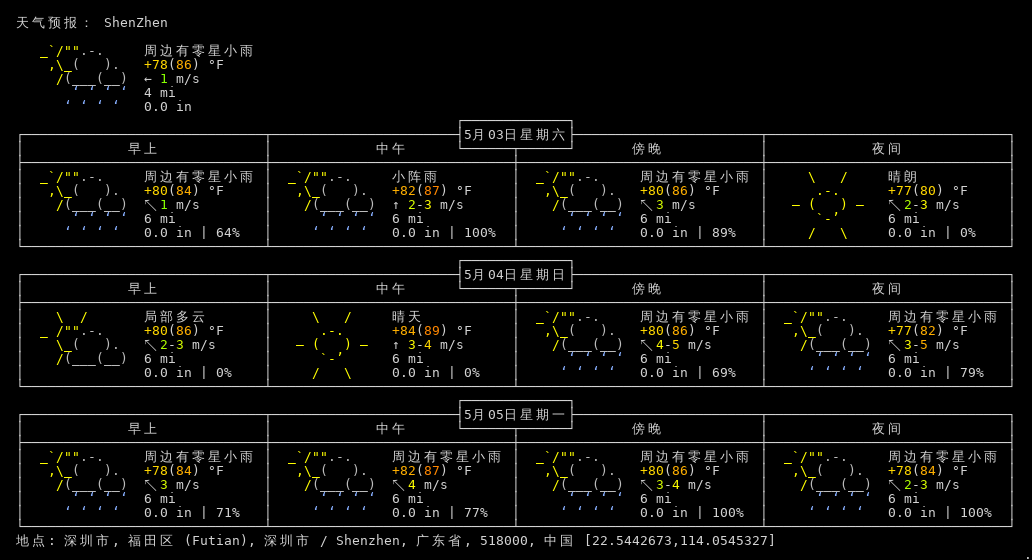 天气预报： ShenZhen
周边有零星小雨
+78(86) °F
← 1 m/s
4 mi
0.0 in
5月03日星期六
早上 中午 傍晚 夜间
周边有零星小雨 小阵雨 周边有零星小雨 晴朗
+80(84) °F +82(87) °F +80(86) °F +77(80) °F
↖ 1 m/s ↑ 2-3 m/s ↖ 3 m/s ↖ 2-3 m/s
6 mi 6 mi 6 mi 6 mi
0.0 in | 64% 0.0 in | 100% 0.0 in | 89% 0.0 in | 0%
5月04日星期日
早上 中午 傍晚 夜间
局部多云 晴天 周边有零星小雨 周边有零星小雨
+80(86) °F +84(89) °F +80(86) °F +77(82) °F
↖ 2-3 m/s ↑ 3-4 m/s ↖ 4-5 m/s ↖ 3-5 m/s
6 mi 6 mi 6 mi 6 mi
0.0 in | 0% 0.0 in | 0% 0.0 in | 69% 0.0 in | 79%
5月05日星期一
早上 中午 傍晚 夜间
周边有零星小雨 周边有零星小雨 周边有零星小雨 周边有零星小雨
+78(84) °F +82(87) °F +80(86) °F +78(84) °F
↖ 3 m/s ↖ 4 m/s ↖ 3-4 m/s ↖ 2-3 m/s
6 mi 6 mi 6 mi 6 mi
0.0 in | 71% 0.0 in | 77% 0.0 in | 100% 0.0 in | 100%
地点: 深圳市, 福田区 (Futian), 深圳市 / Shenzhen, 广东省, 518000, 中国 [22.5442673,114.0545327]